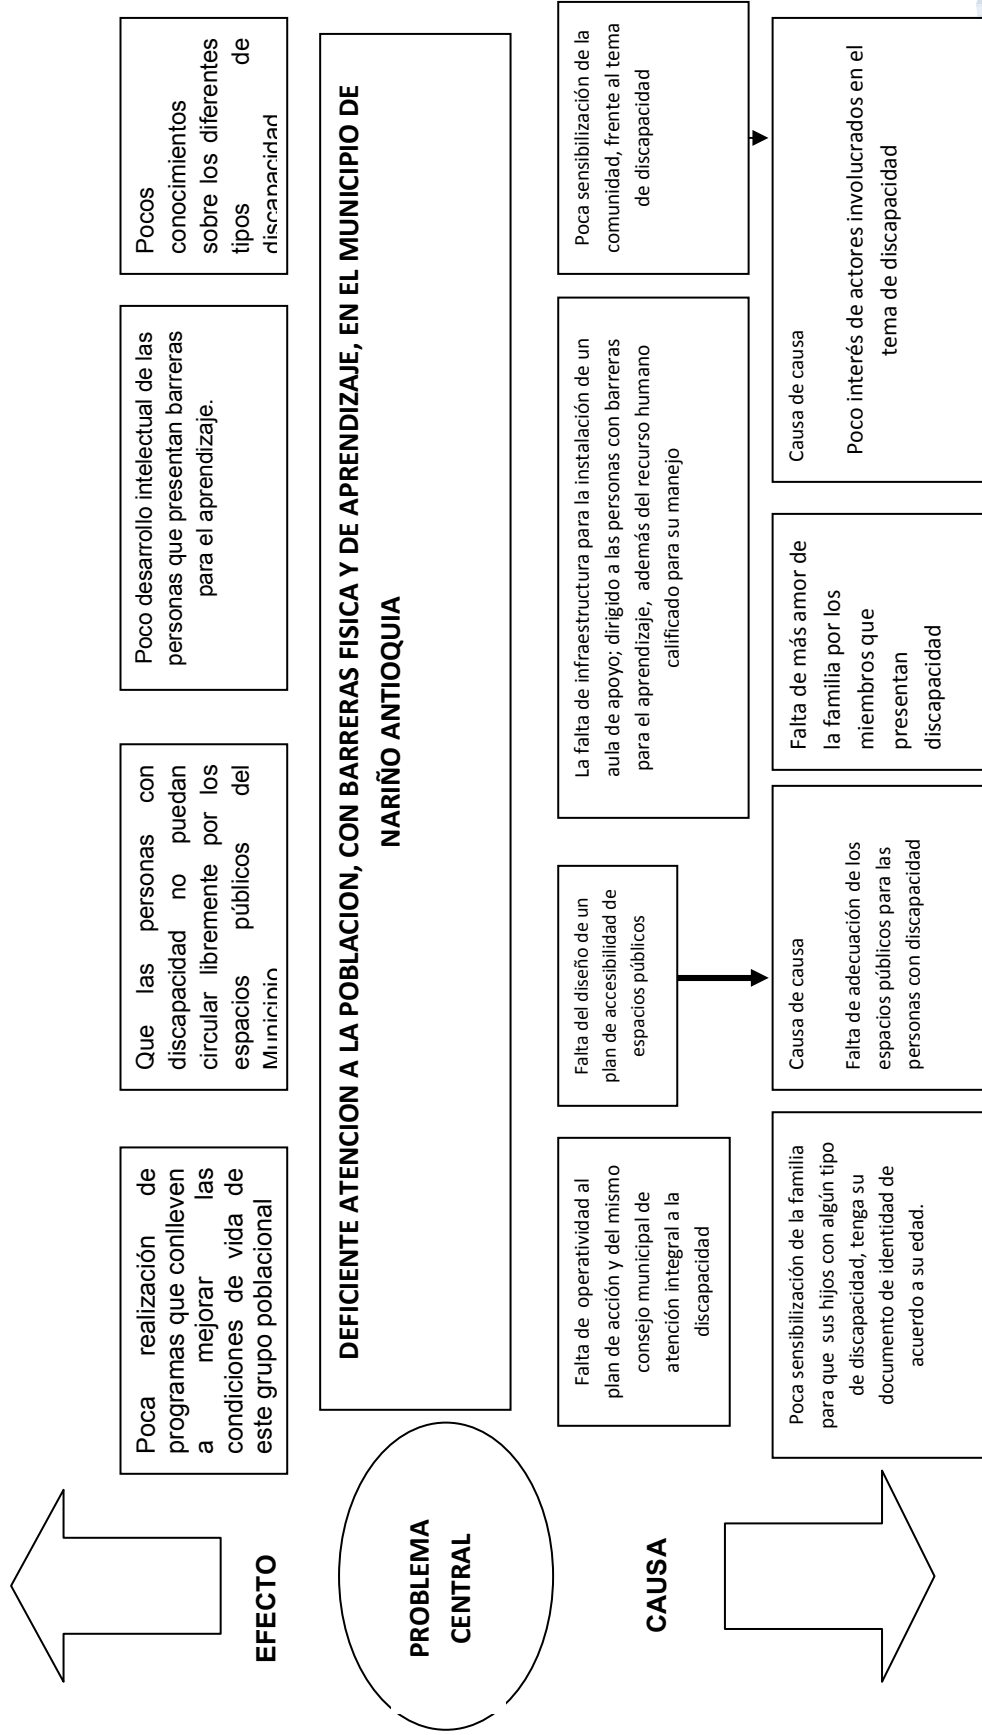 EFECTO
Poca realización de
programas que conlleven
a mejorar las
condiciones de vida de
este grupo poblacional
Que las personas con
discapacidad no puedan
circular libremente por los
espacios públicos del
Municipio
Poco desarrollo intelectual de las
personas que presentan barreras
para el aprendizaje.
Pocos
conocimientos
sobre los diferentes
tipos de
discapacidad
PROBLEMA
CENTRAL
DEFICIENTE ATENCION A LA POBLACION, CON BARRERAS FISICA Y DE APRENDIZAJE, EN EL MUNICIPIO DE
NARIÑO ANTIOQUIA
CAUSA
Falta de operatividad al
plan de acción y del mismo
consejo municipal de
atención integral a la
discapacidad
Falta del diseño de un
plan de accesibilidad de
espacios públicos
La falta de infraestructura para la instalación de un
aula de apoyo; dirigido a las personas con barreras
para el aprendizaje, además del recurso humano
calificado para su manejo
Poca sensibilización de la
comunidad, frente al tema
de discapacidad
Poca sensibilización de la familia
para que sus hijos con algún tipo
de discapacidad, tenga su
documento de identidad de
acuerdo a su edad.
Causa de causa
Falta de adecuación de los
espacios públicos para las
personas con discapacidad
Falta de más amor de
la familia por los
miembros que
presentan
discapacidad
Causa de causa
Poco interés de actores involucrados en el
tema de discapacidad